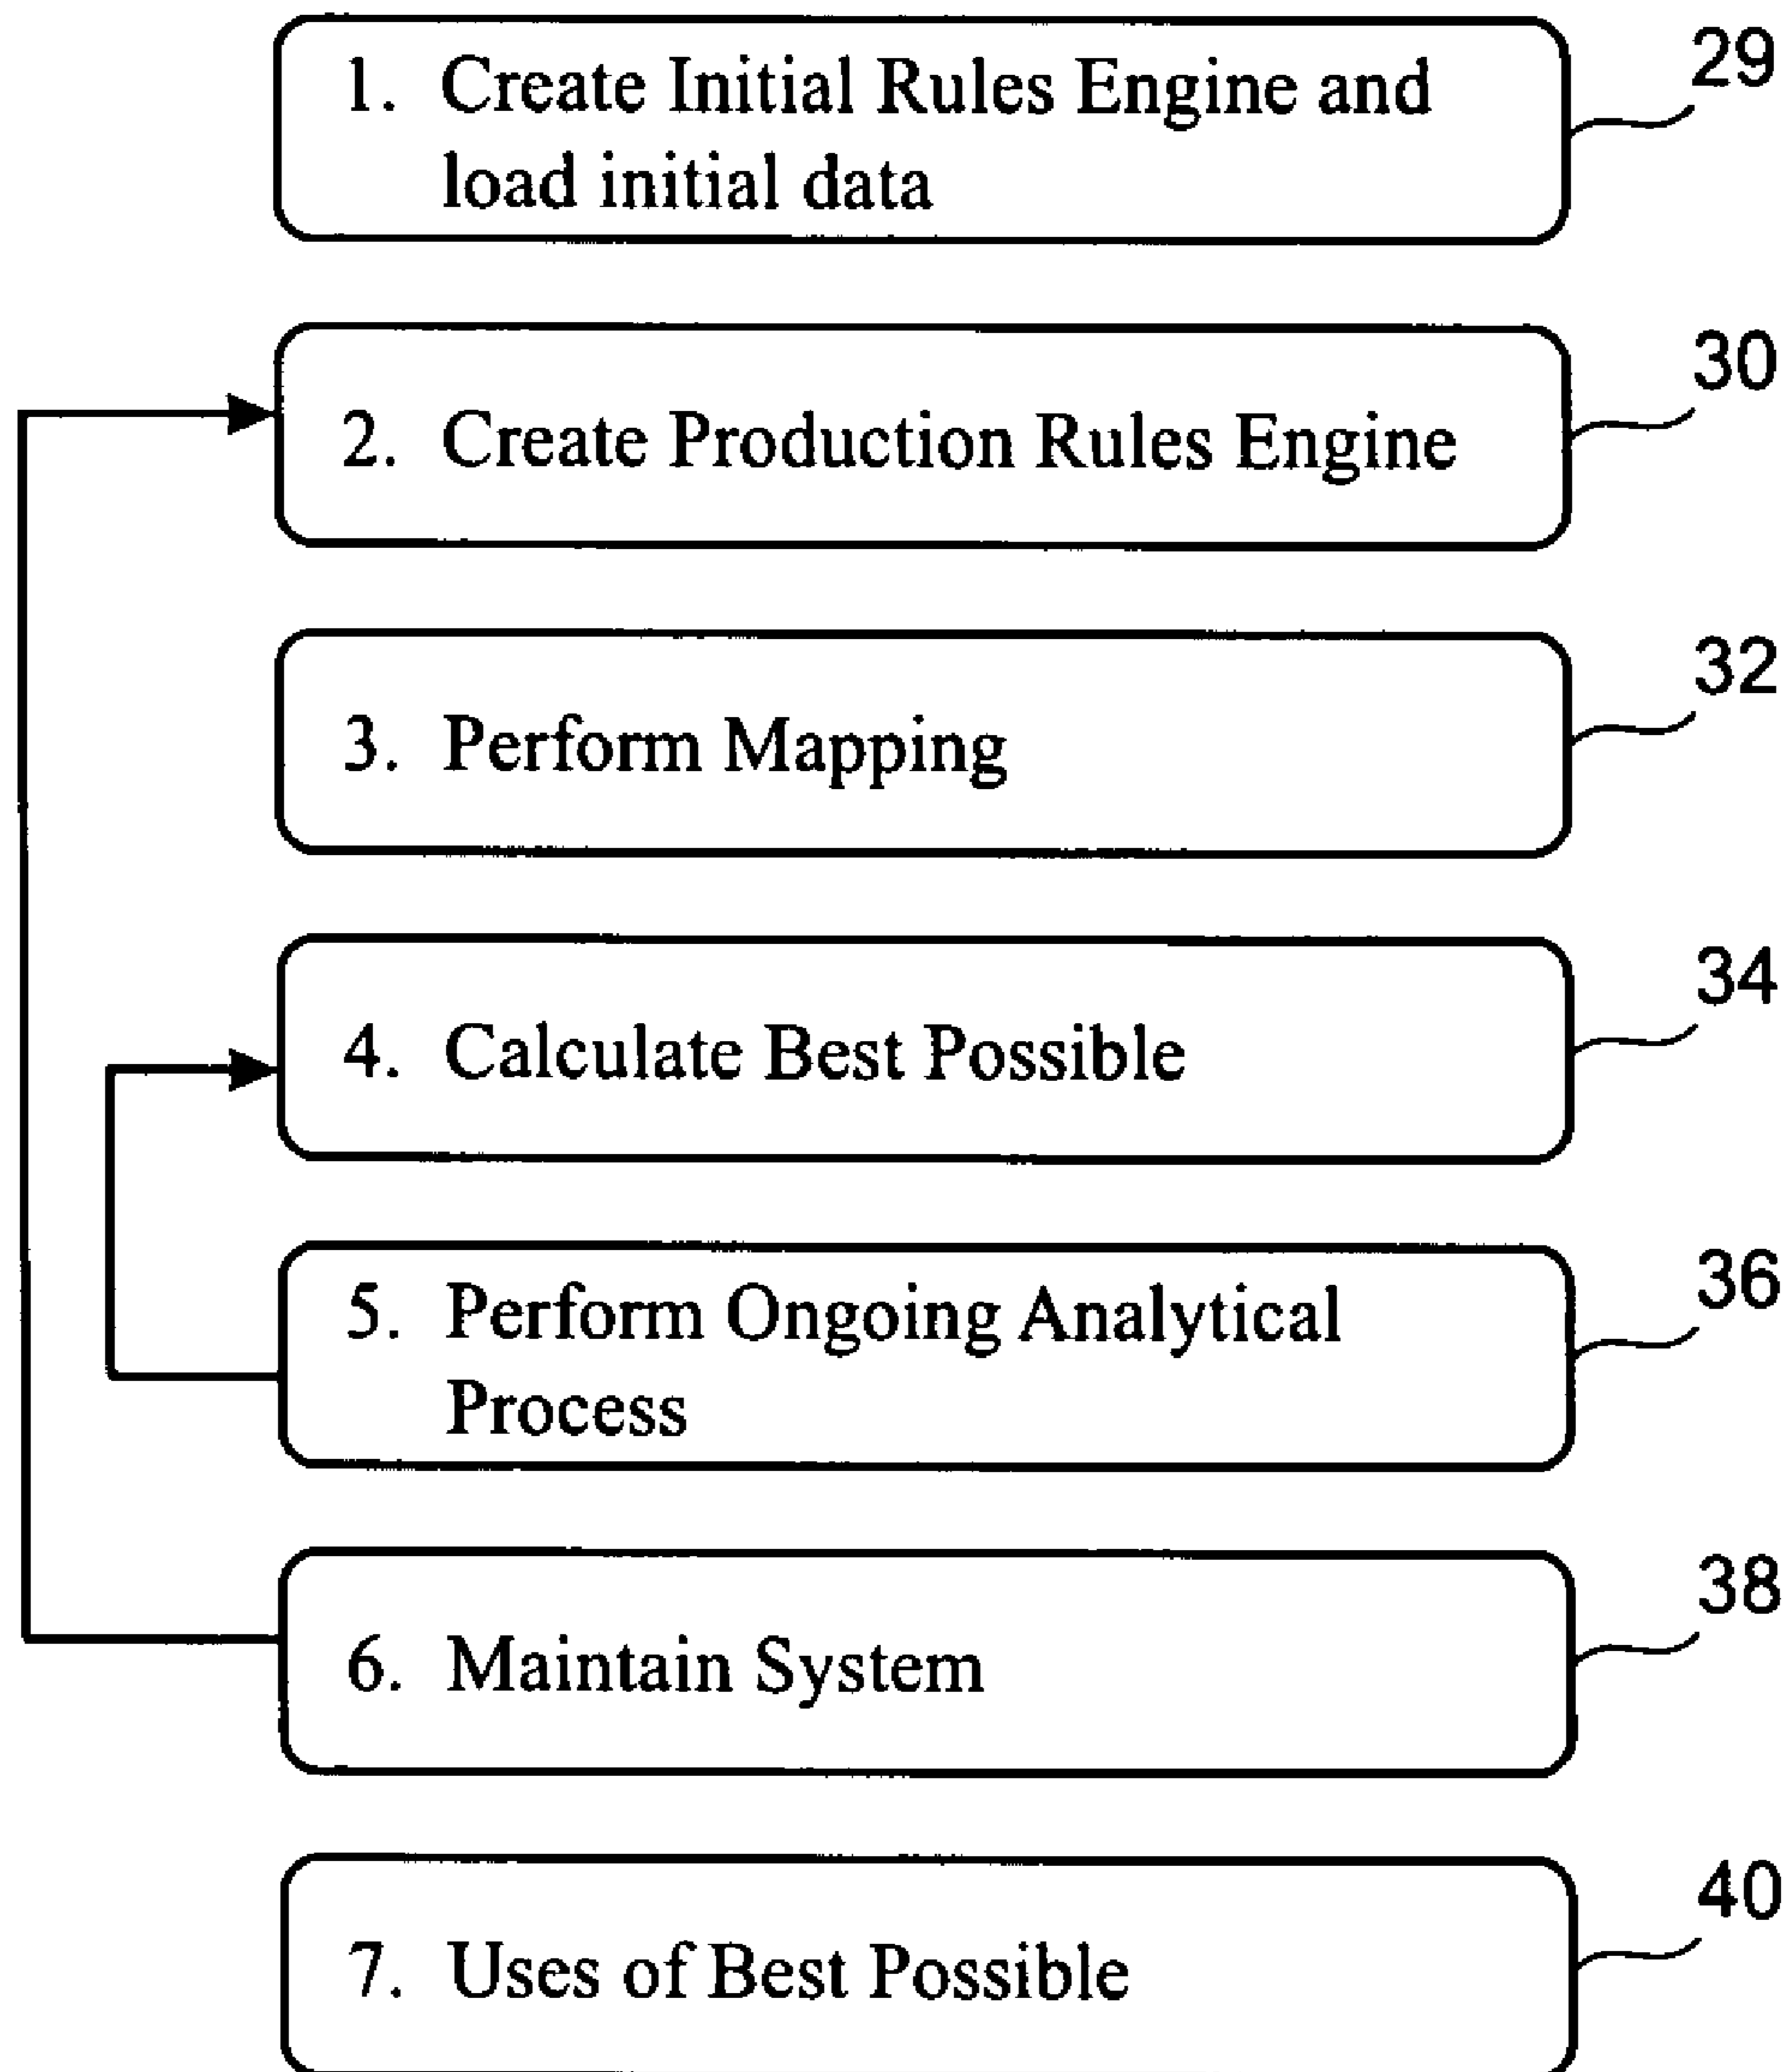 1. Create Initial Rules Engine and
load initial data
29
2. Create Production Rules Engine
30
3. Perform Mapping
32
4. Calculate Best Possible
34
5. Perform Ongoing Analytical
Process
36
6. Maintain System
38
7. Uses of Best Possible
40